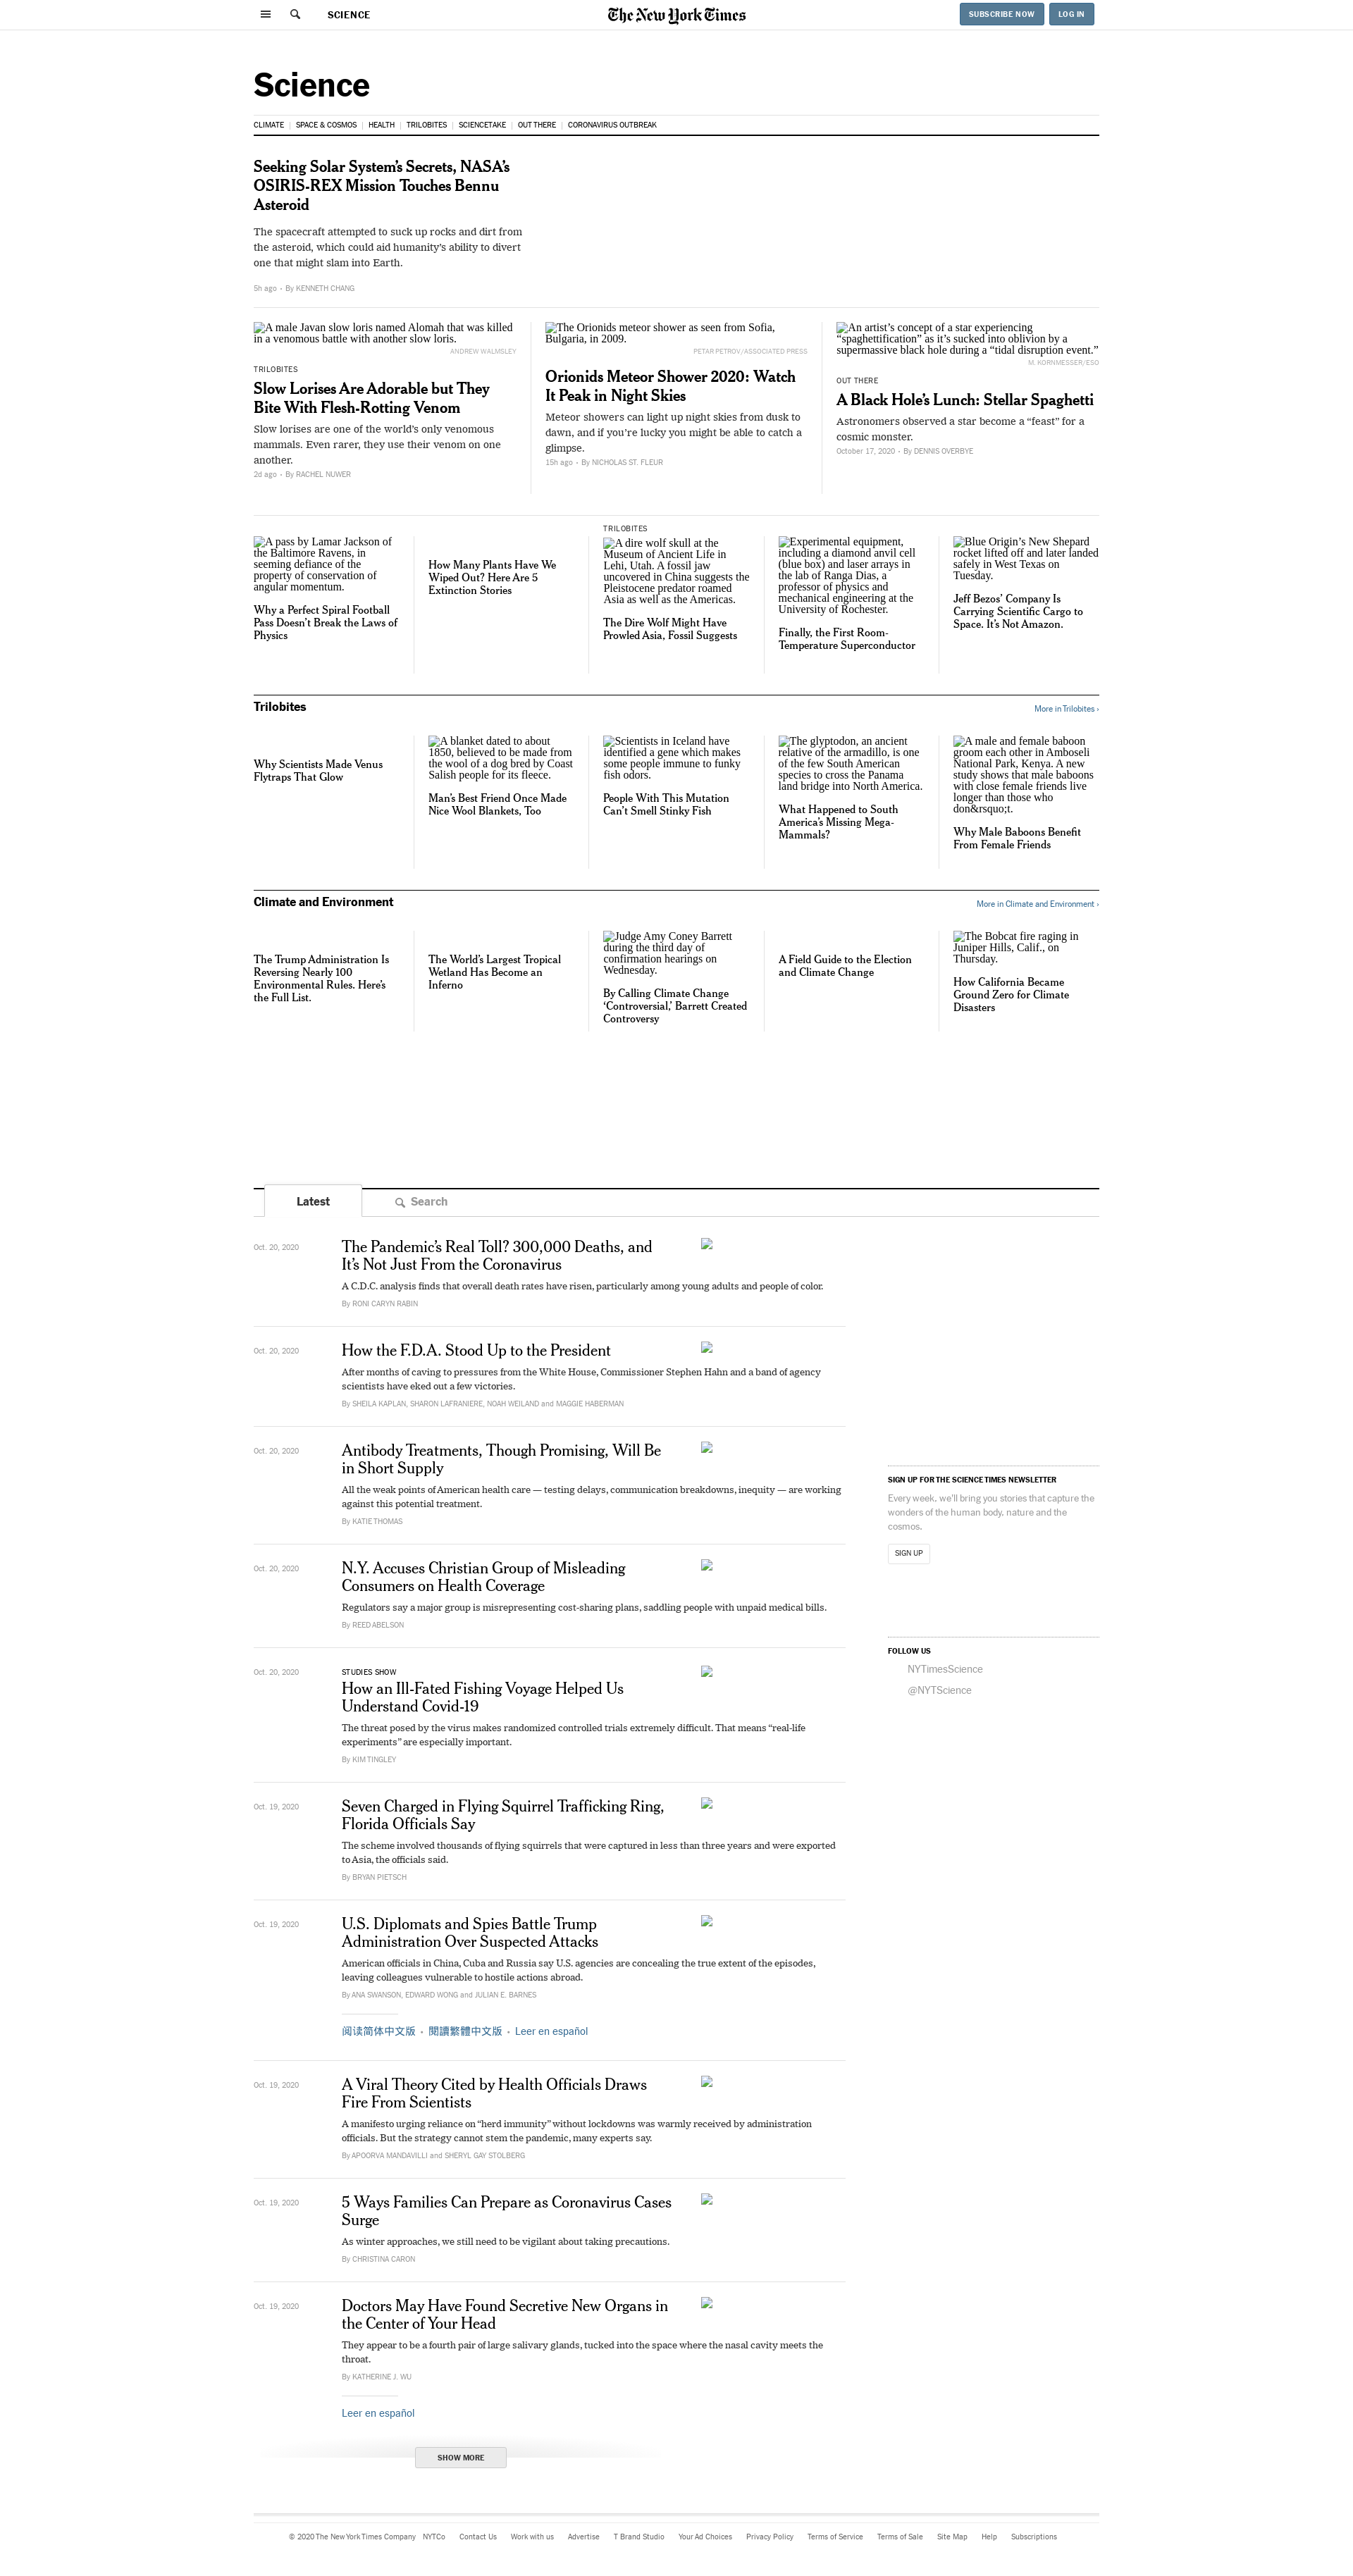 SCIENCE
The New York Times
SUBSCRIBE NOW
LOG IN
Science
CLIMATE
SPACE & COSMOS
HEALTH
TRILOBITES
SCIENCETAKE
OUT THERE
CORONAVIRUS OUTBREAK
Seeking Solar System’s Secrets, NASA’s
OSIRIS-REX Mission Touches Bennu
Asteroid
The spacecraft attempted to suck up rocks and dirt from
the asteroid, which could aid humanity’s ability to divert
one that might slam into Earth.
5h ago • By KENNETH CHANG
A male Javan slow loris named Alomah that was killed
in a venomous battle with another slow loris.
ANDREW WALMSLEY
TRILOBITES
Slow Lorises Are Adorable but They
Bite With Flesh-Rotting Venom
Slow lorises are one of the world’s only venomous
mammals. Even rarer, they use their venom on one
another.
2d ago • By RACHEL NUWER
The Orionids meteor shower as seen from Sofia,
Bulgaria, in 2009.
PETAR PETROV/ASSOCIATED PRESS
Orionids Meteor Shower 2020: Watch
It Peak in Night Skies
Meteor showers can light up night skies from dusk to
dawn, and if you’re lucky you might be able to catch a
glimpse.
15h ago • By NICHOLAS ST. FLEUR
An artist’s concept of a star experiencing
“spaghettification” as it’s sucked into oblivion by a
supermassive black hole during a “tidal disruption event.”
M. KORNMESSER/ESO
OUT THERE
A Black Hole’s Lunch: Stellar Spaghetti
Astronomers observed a star become a “feast” for a
cosmic monster.
October 17, 2020 • By DENNIS OVERBYE
A pass by Lamar Jackson of
the Baltimore Ravens, in
seeming defiance of the
property of conservation of
angular momentum.
Why a Perfect Spiral Football
Pass Doesn’t Break the Laws of
Physics
How Many Plants Have We
Wiped Out? Here Are 5
Extinction Stories
TRILOBITES
A dire wolf skull at the
Museum of Ancient Life in
Lehi, Utah. A fossil jaw
uncovered in China suggests the
Pleistocene predator roamed
Asia as well as the Americas.
The Dire Wolf Might Have
Prowled Asia, Fossil Suggests
Experimental equipment,
including a diamond anvil cell
(blue box) and laser arrays in
the lab of Ranga Dias, a
professor of physics and
mechanical engineering at the
University of Rochester.
Finally, the First Room-
Temperature Superconductor
Blue Origin’s New Shepard
rocket lifted off and later landed
safely in West Texas on
Tuesday.
Jeff Bezos’ Company Is
Carrying Scientific Cargo to
Space. It’s Not Amazon.
Trilobites
More in Trilobites ›
Why Scientists Made Venus
Flytraps That Glow
A blanket dated to about
1850, believed to be made from
the wool of a dog bred by Coast
Salish people for its fleece.
Man’s Best Friend Once Made
Nice Wool Blankets, Too
Scientists in Iceland have
identified a gene which makes
some people immune to funky
fish odors.
People With This Mutation
Can’t Smell Stinky Fish
The glyptodon, an ancient
relative of the armadillo, is one
of the few South American
species to cross the Panama
land bridge into North America.
What Happened to South
America’s Missing Mega-
Mammals?
A male and female baboon
groom each other in Amboseli
National Park, Kenya. A new
study shows that male baboons
with close female friends live
longer than those who
don&rsquo;t.
Why Male Baboons Benefit
From Female Friends
Climate and Environment
More in Climate and Environment ›
The Trump Administration Is
Reversing Nearly 100
Environmental Rules. Here’s
the Full List.
The World’s Largest Tropical
Wetland Has Become an
Inferno
Judge Amy Coney Barrett
during the third day of
confirmation hearings on
Wednesday.
By Calling Climate Change
‘Controversial,’ Barrett Created
Controversy
A Field Guide to the Election
and Climate Change
The Bobcat fire raging in
Juniper Hills, Calif., on
Thursday.
How California Became
Ground Zero for Climate
Disasters
Latest
Search
Oct. 20, 2020
The Pandemic’s Real Toll? 300,000 Deaths, and
It’s Not Just From the Coronavirus
A C.D.C. analysis finds that overall death rates have risen, particularly among young adults and people of color.
By RONI CARYN RABIN
Oct. 20, 2020
How the F.D.A. Stood Up to the President
After months of caving to pressures from the White House, Commissioner Stephen Hahn and a band of agency
scientists have eked out a few victories.
By SHEILA KAPLAN, SHARON LAFRANIERE, NOAH WEILAND and MAGGIE HABERMAN
Oct. 20, 2020
Antibody Treatments, Though Promising, Will Be
in Short Supply
All the weak points of American health care — testing delays, communication breakdowns, inequity — are working
against this potential treatment.
By KATIE THOMAS
Oct. 20, 2020
N.Y. Accuses Christian Group of Misleading
Consumers on Health Coverage
Regulators say a major group is misrepresenting cost-sharing plans, saddling people with unpaid medical bills.
By REED ABELSON
Oct. 20, 2020
STUDIES SHOW
How an Ill-Fated Fishing Voyage Helped Us
Understand Covid-19
The threat posed by the virus makes randomized controlled trials extremely difficult. That means “real-life
experiments” are especially important.
By KIM TINGLEY
Oct. 19, 2020
Seven Charged in Flying Squirrel Trafficking Ring,
Florida Officials Say
The scheme involved thousands of flying squirrels that were captured in less than three years and were exported
to Asia, the officials said.
By BRYAN PIETSCH
Oct. 19, 2020
U.S. Diplomats and Spies Battle Trump
Administration Over Suspected Attacks
American officials in China, Cuba and Russia say U.S. agencies are concealing the true extent of the episodes,
leaving colleagues vulnerable to hostile actions abroad.
By ANA SWANSON, EDWARD WONG and JULIAN E. BARNES
阅读简体中文版 • 閱讀繁體中文版 • Leer en español
Oct. 19, 2020
A Viral Theory Cited by Health Officials Draws
Fire From Scientists
A manifesto urging reliance on “herd immunity” without lockdowns was warmly received by administration
officials. But the strategy cannot stem the pandemic, many experts say.
By APOORVA MANDAVILLI and SHERYL GAY STOLBERG
Oct. 19, 2020
5 Ways Families Can Prepare as Coronavirus Cases
Surge
As winter approaches, we still need to be vigilant about taking precautions.
By CHRISTINA CARON
Oct. 19, 2020
Doctors May Have Found Secretive New Organs in
the Center of Your Head
They appear to be a fourth pair of large salivary glands, tucked into the space where the nasal cavity meets the
throat.
By KATHERINE J. WU
Leer en español
SHOW MORE
SIGN UP FOR THE SCIENCE TIMES NEWSLETTER
Every week, we’ll bring you stories that capture the
wonders of the human body, nature and the
cosmos.
SIGN UP
FOLLOW US
NYTimesScience
@NYTScience
© 2020 The New York Times Company NYTCo Contact Us Work with us Advertise T Brand Studio Your Ad Choices Privacy Policy Terms of Service Terms of Sale Site Map Help Subscriptions